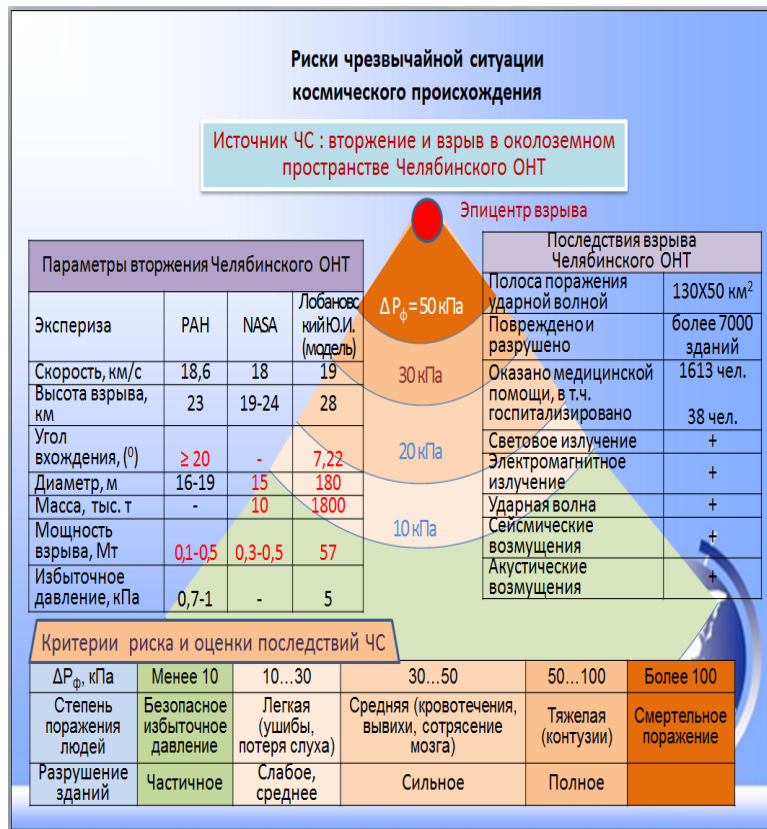 Риски чрезвычайной ситуации
космического происхождения
Источник ЧС : вторжение и взрыв в околоземном
пространстве Челябинского ОНТ
Эпицентр взрыва
Параметры вторжения Челябинского ОНТ
Экспериза РАН NASA Лобановс
кий Ю.И.
(модель)
Скорость, км/с 18,6 18 19
Высота взрыва,
км 23 19-24 28
Угол
вхождения, (⁰) ≥ 20 - 7,22
Диаметр, м 16-19 15 180
Масса, тыс. т - 10 1800
Мощность
взрыва, Мт 0,1-0,5 0,3-0,5 57
Избыточное
давление, кПа 0,7-1 - 5
Δ Pф = 50 кПа
30 кПа
20 кПа
10 кПа
Последствия взрыва
Челябинского ОНТ
Полоса поражения
ударной волной 130Х50 км²
Повреждено и
разрушено более 7000
зданий
Оказано медицинской
помощи, в т.ч.
госпитализировано 1613 чел.
38 чел.
Световое излучение +
Электромагнитное
излучение +
Ударная волна +
Сейсмические
возмущения +
Акустические
возмущения +
Критерии риска и оценки последствий ЧС
ΔPф, кПа Менее 10 10...30 30...50 50...100 Более 100
Степень
поражения
людей Безопасное
избыточное
давление Легкая
(ушибы,
потеря слуха) Средняя (кровотечения,
вывихи, сотрясение
мозга) Тяжелая
(контузии) Смертельное
поражение
Разрушение
зданий Частичное Слабое,
среднее Сильное Полное